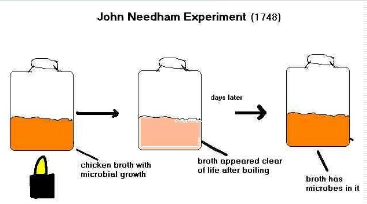 John Needham Experiment (1748)
days later
chicken broth with
microbial growth
broth appeared clear
of life after boiling
broth has
microbes in it